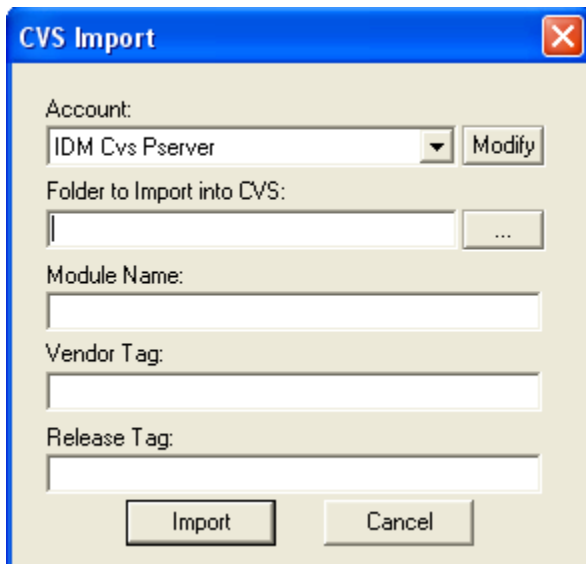 CVS Import
Account:
IDM Cvs Pserver Modify
Folder to Import into CVS:
...
Module Name:
Vendor Tag:
Release Tag:
Import Cancel